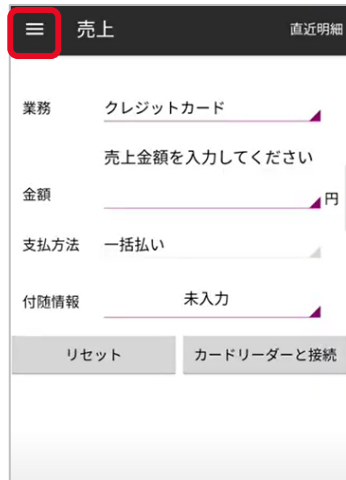 売上 直近明細
業務 クレジットカード
売上金額を入力してください
金額 円
支払方法 一括払い
付随情報 未入力
リセット カードリーダーと接続